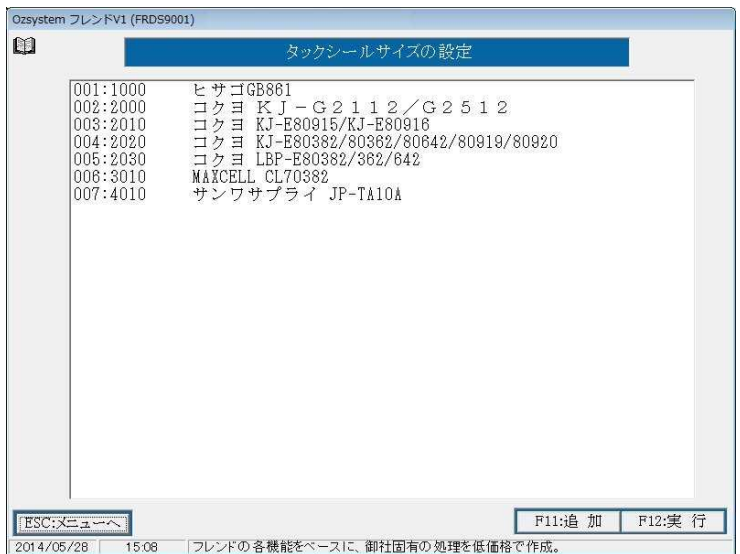 Ozsystem フレンドV1 (FRDS9001)
タックシールサイズの設定
001:1000 ヒサゴGB861
002:2000 コクヨ ＫＪ－Ｇ２１１２／Ｇ２５１２
003:2010 コクヨ KJ-E80915/KJ-E80916
004:2020 コクヨ KJ-E80382/80362/80642/80919/80920
005:2030 コクヨ LBP-E80382/362/642
006:3010 MAXCELL CL70382
007:4010 サンワサプライ JP-TA10A
ESC:メニューへ F11:追 加 F12:実 行
2014/05/28 15:08 フレンドの各機能をベースに、御社固有の処理を低価格で作成。